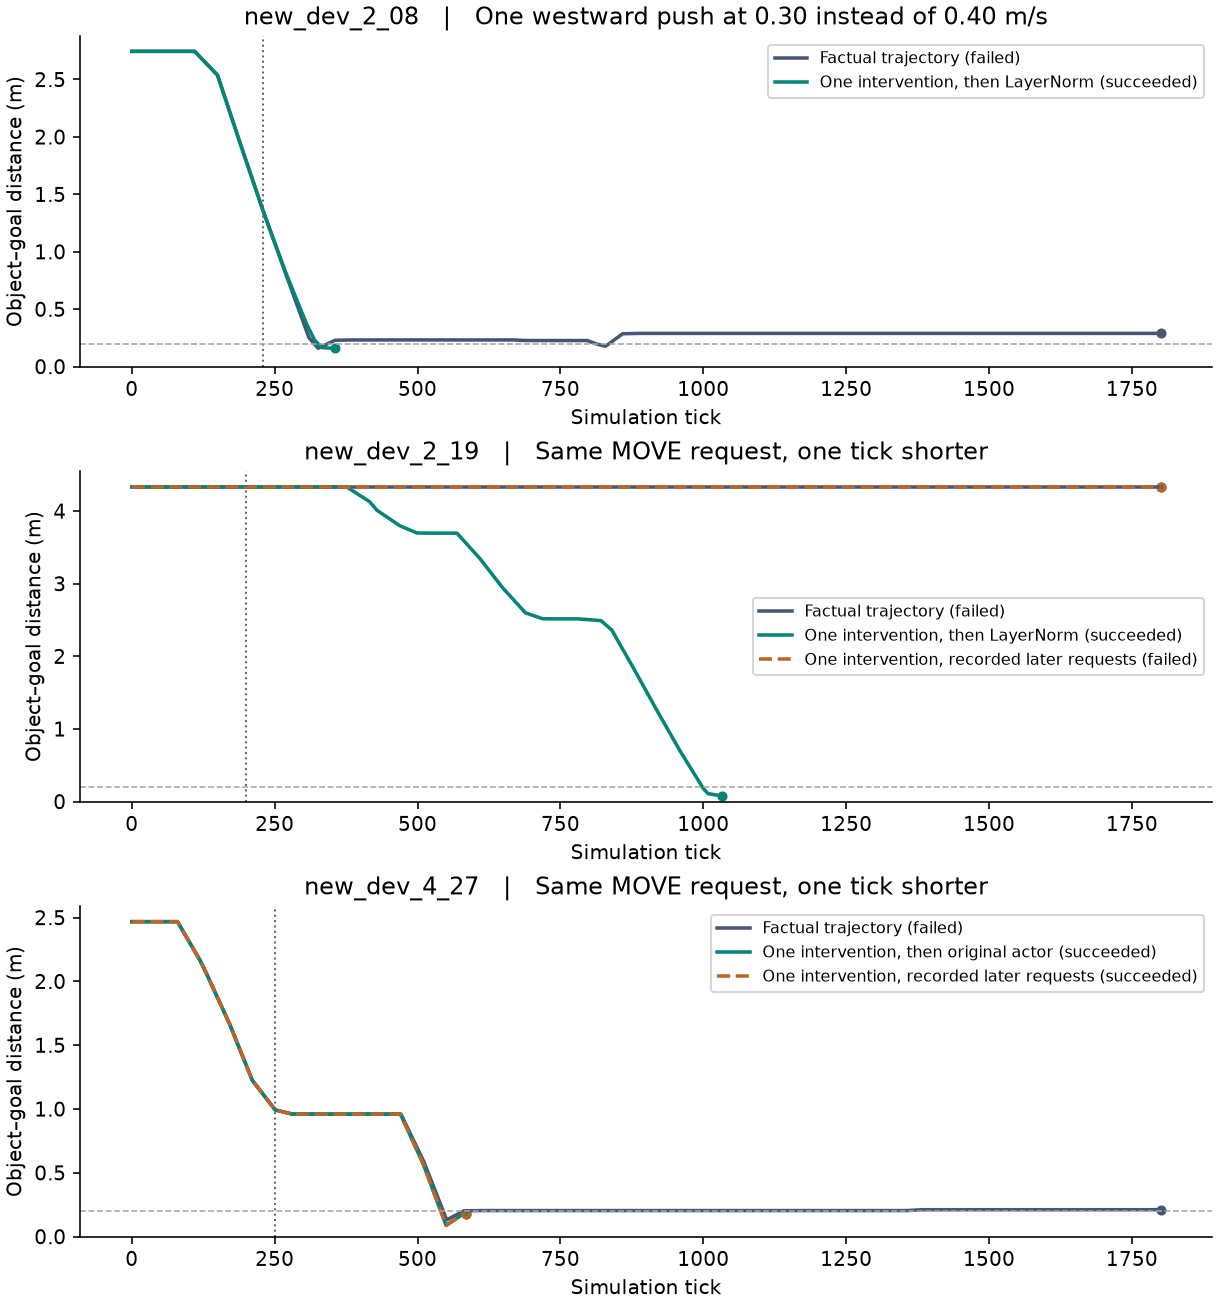 new_dev_2_08 | One westward push at 0.30 instead of 0.40 m/s
Object–goal distance (m)
2.5
2.0
1.5
1.0
0.5
0.0
Factual trajectory (failed)
One intervention, then LayerNorm (succeeded)
0 250 500 750 1000 1250 1500 1750
Simulation tick
new_dev_2_19 | Same MOVE request, one tick shorter
Object–goal distance (m)
4
3
2
1
0
Factual trajectory (failed)
One intervention, then LayerNorm (succeeded)
One intervention, recorded later requests (failed)
0 250 500 750 1000 1250 1500 1750
Simulation tick
new_dev_4_27 | Same MOVE request, one tick shorter
Object–goal distance (m)
2.5
2.0
1.5
1.0
0.5
0.0
Factual trajectory (failed)
One intervention, then original actor (succeeded)
One intervention, recorded later requests (succeeded)
0 250 500 750 1000 1250 1500 1750
Simulation tick